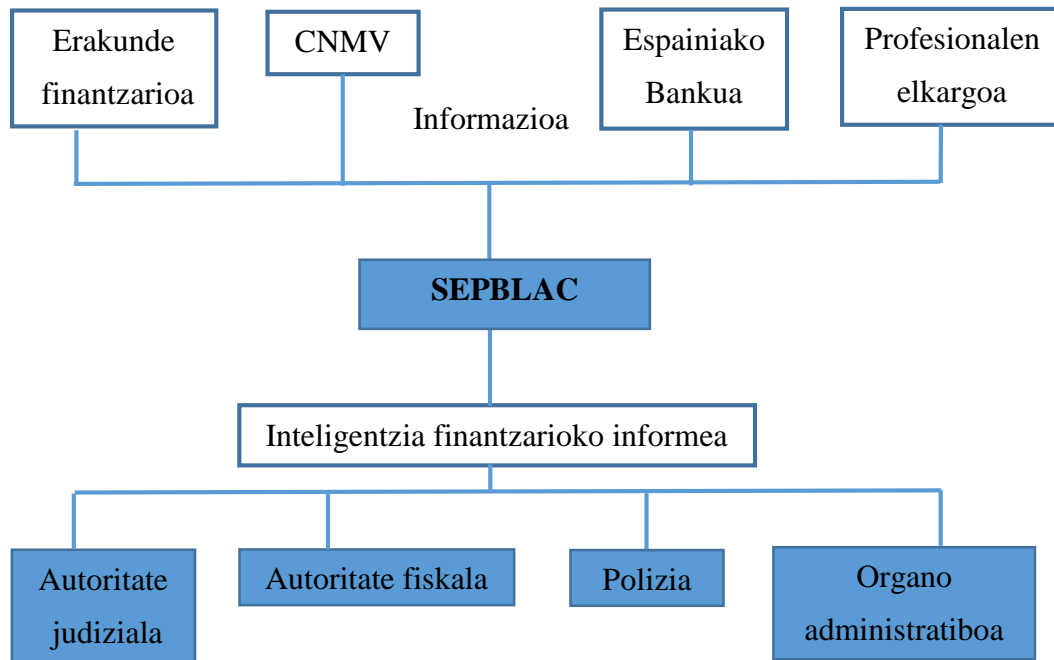 Erakunde
finantzarioa
CNMV
Espainiako
Bankua
Profesionalen
elkargoa
Informazioa
SEPBLAC
Inteligentzia finantzarioko informea
Autoritate
judiziala
Autoritate fiskala
Polizia
Organo
administratiboa